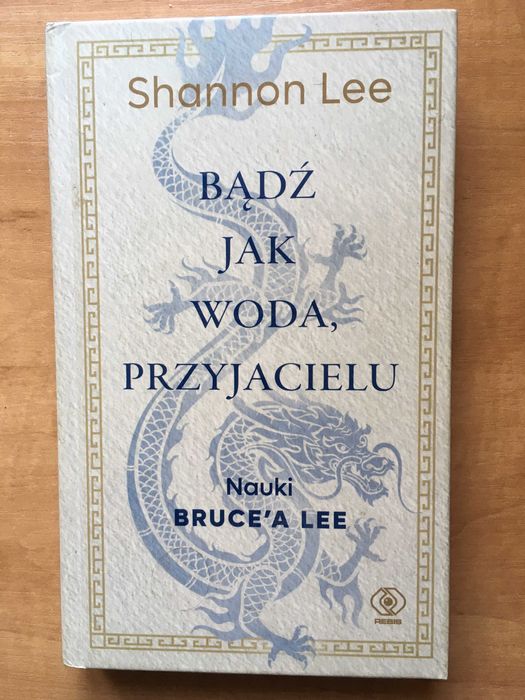 Shannon Lee
BĄDŹ
JAK
WODA,
PRZYJACIELU
Nauki
BRUCE’A LEE
REBIS